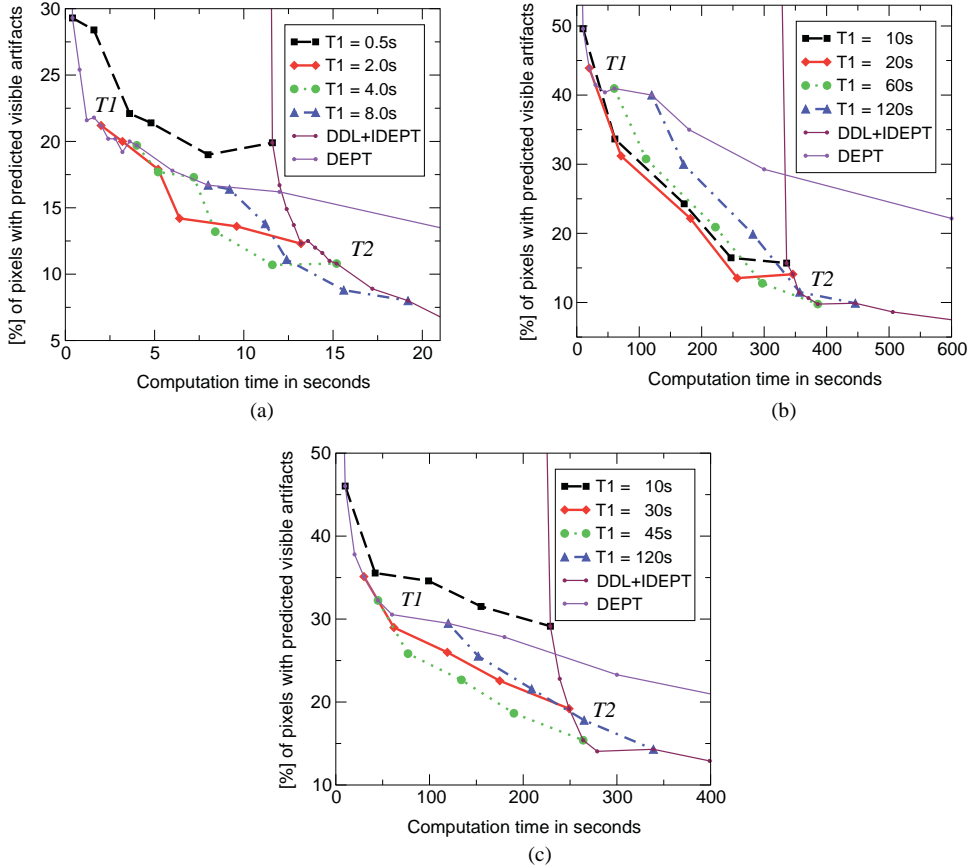 30
25
20
15
10
5
0
5
10
15
20
[%] of pixels with predicted visible artifacts
Computation time in seconds
T1
T2
T1 = 0.5s
T1 = 2.0s
T1 = 4.0s
T1 = 8.0s
DDL+IDEPT
DEPT
(a)
50
40
30
20
10
0
100
200
300
400
500
600
[%] of pixels with predicted visible artifacts
Computation time in seconds
T1
T2
T1 = 10s
T1 = 20s
T1 = 60s
T1 = 120s
DDL+IDEPT
DEPT
(b)
50
40
30
20
10
0
100
200
300
400
[%] of pixels with predicted visible artifacts
Computation time in seconds
T1
T2
T1 = 10s
T1 = 30s
T1 = 45s
T1 = 120s
DDL+IDEPT
DEPT
(c)